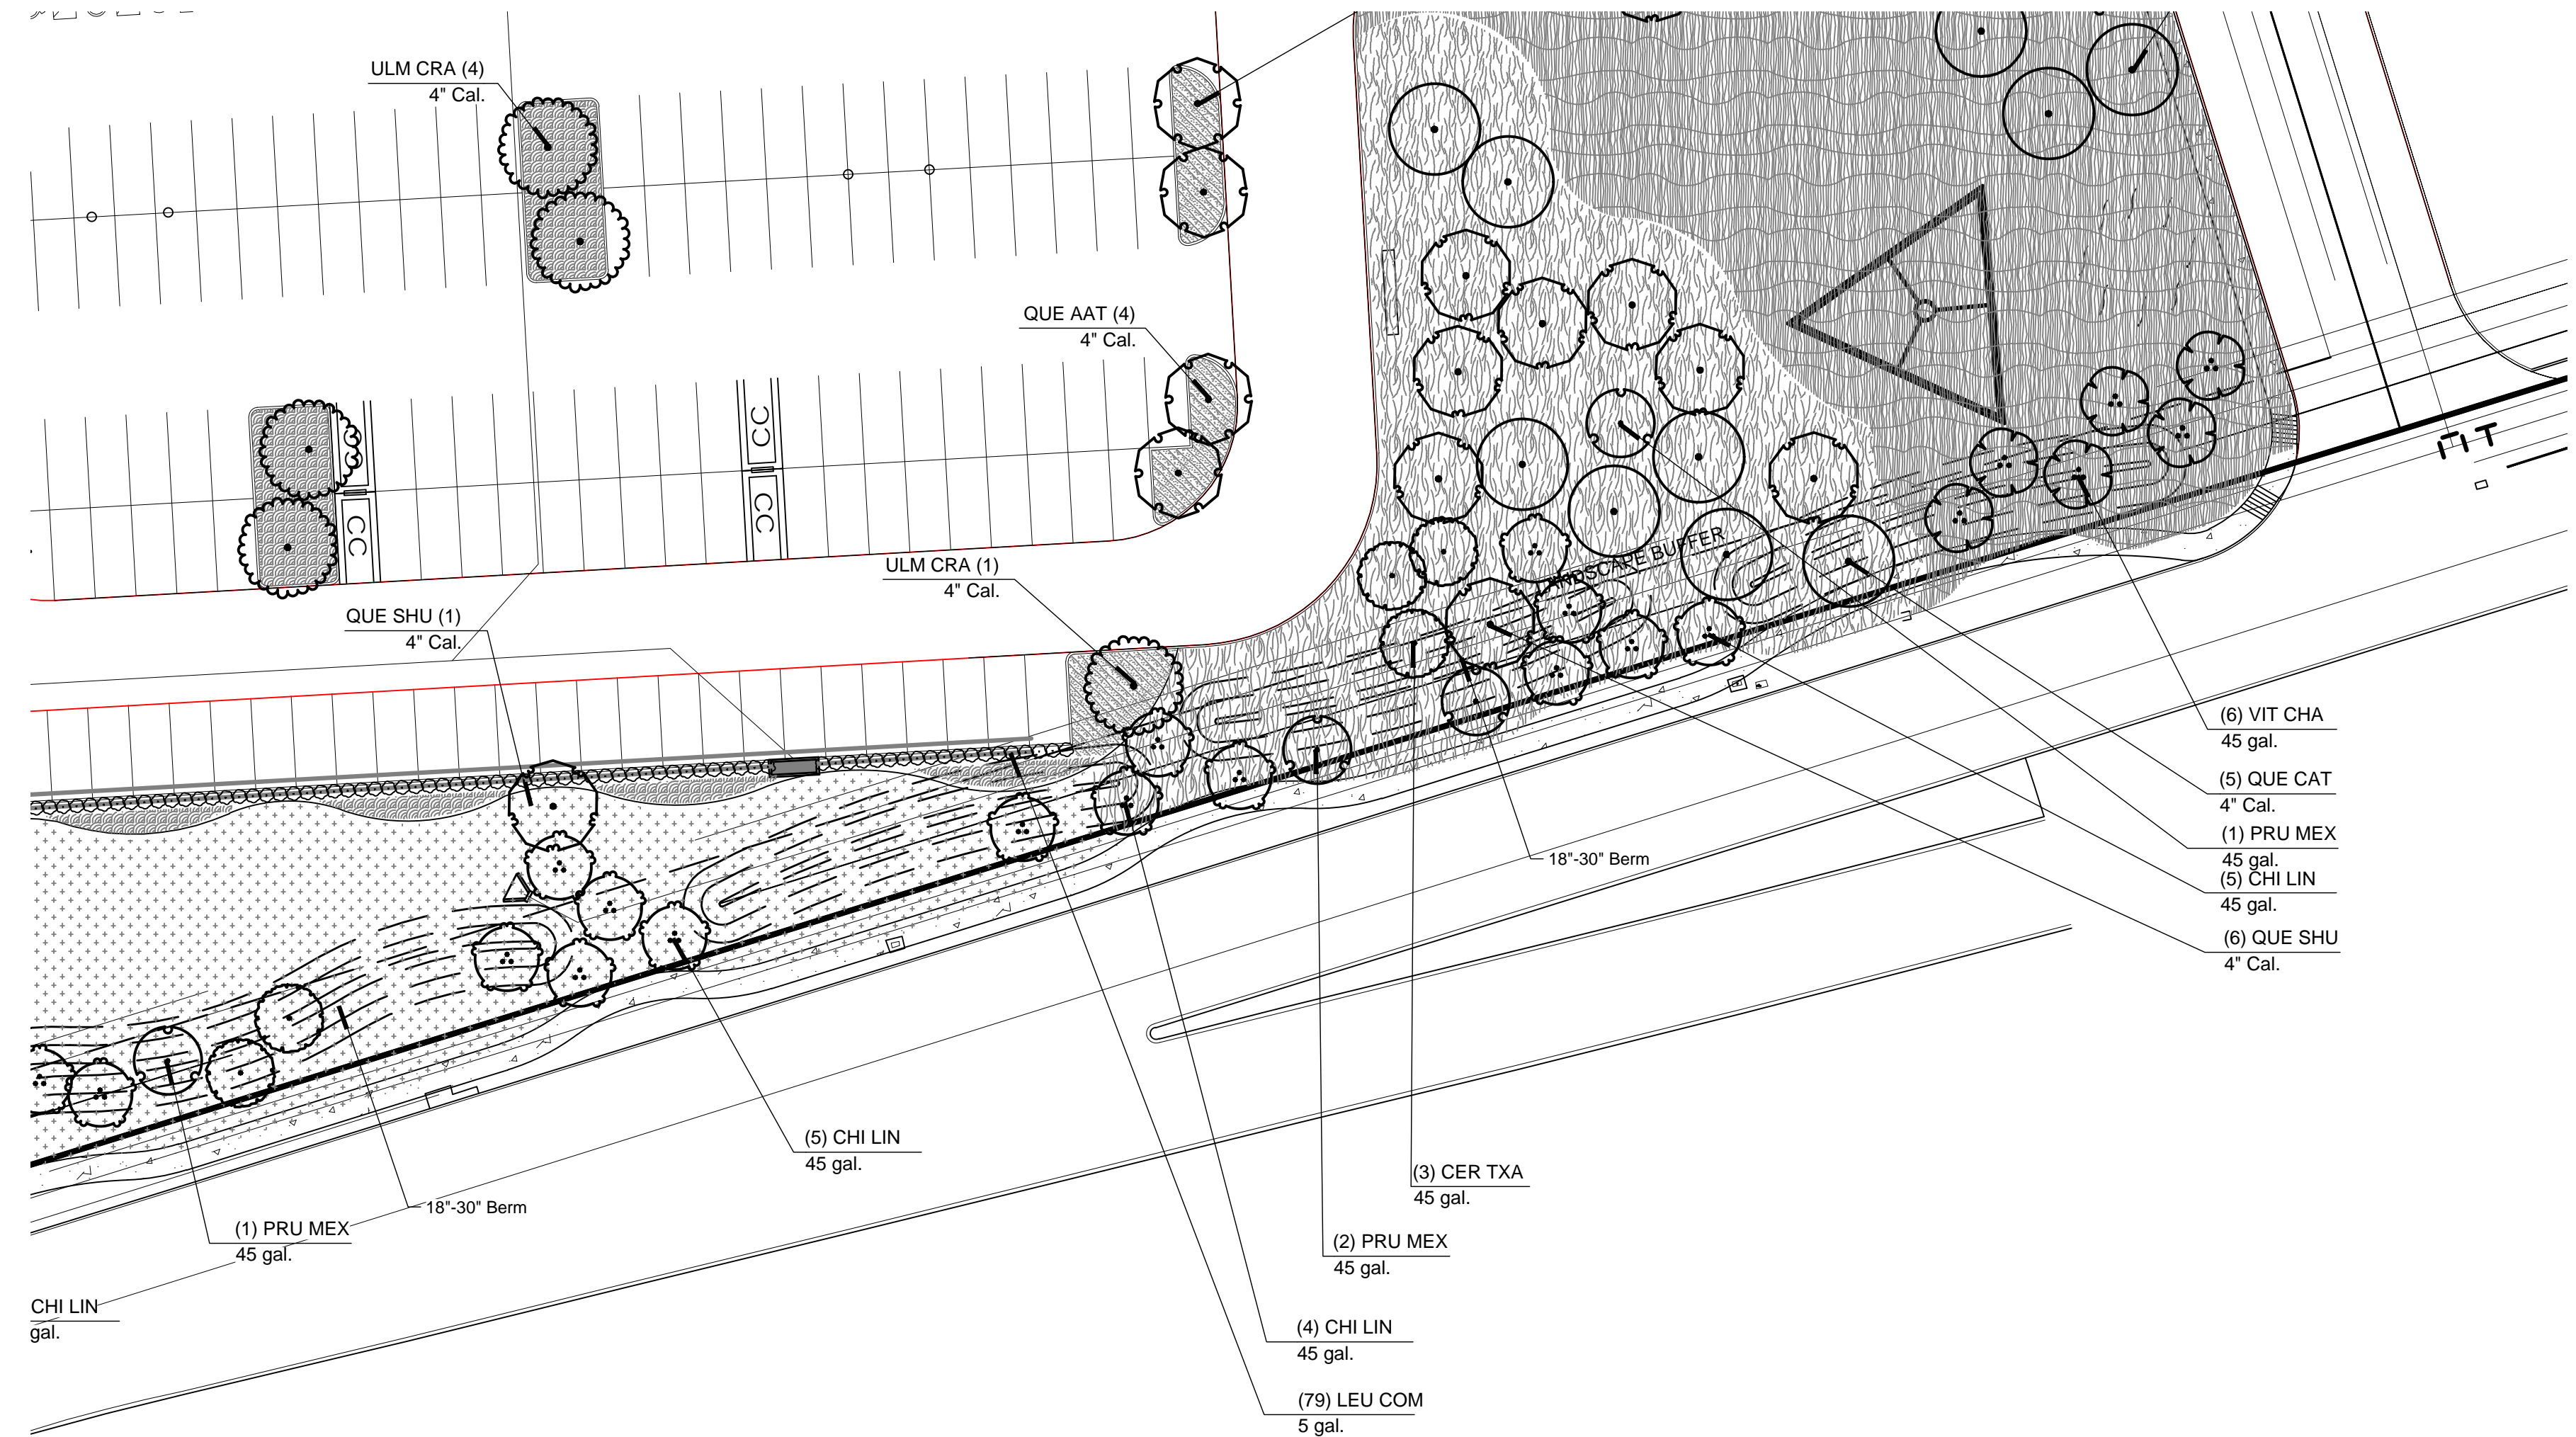 ULM CRA (4)
4" Cal.
QUE AAT (4)
4" Cal.
CC
CC
CC
ULM CRA (1)
4" Cal.
QUE SHU (1)
4" Cal.
BUFFER
(6) VIT CHA
45 gal.
(5) QUE CAT
4" Cal.
(1) PRU MEX
45 gal.
(5) CHI LIN
45 gal.
(6) QUE SHU
4" Cal.
18"-30" Berm
(5) CHI LIN
45 gal.
(3) CER TXA
45 gal.
18"-30" Berm
(1) PRU MEX
45 gal.
(2) PRU MEX
45 gal.
CHI LIN
gal.
(4) CHI LIN
45 gal.
(79) LEU COM
5 gal.